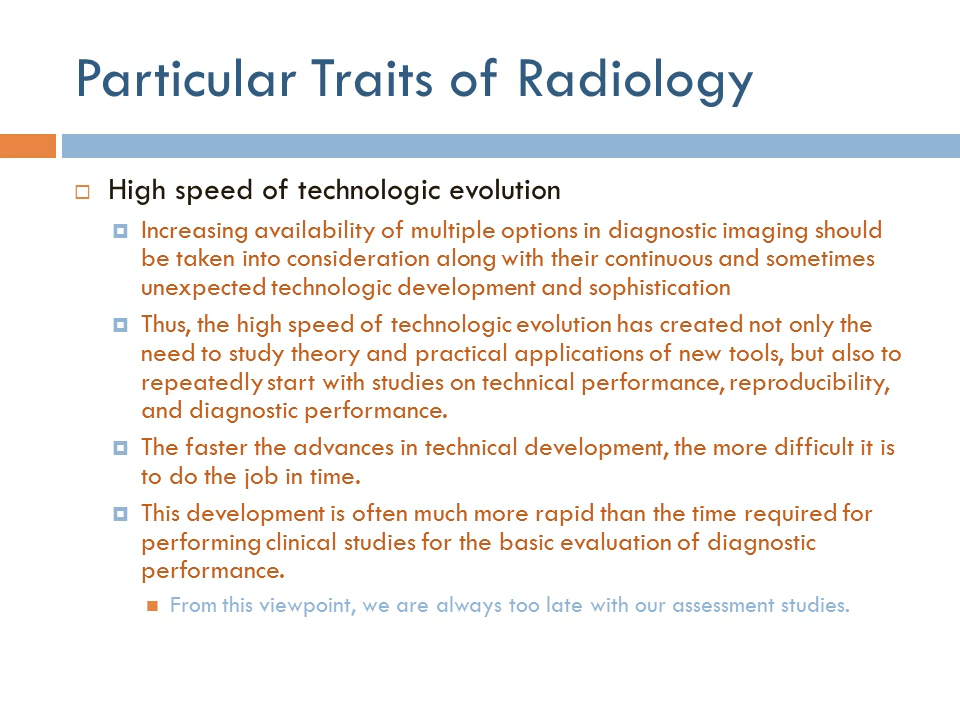 Particular Traits of Radiology
High speed of technologic evolution
Increasing availability of multiple options in diagnostic imaging should
be taken into consideration along with their continuous and sometimes
unexpected technologic development and sophistication
Thus, the high speed of technologic evolution has created not only the
need to study theory and practical applications of new tools, but also to
repeatedly start with studies on technical performance, reproducibility,
and diagnostic performance.
The faster the advances in technical development, the more difficult it is
to do the job in time.
This development is often much more rapid than the time required for
performing clinical studies for the basic evaluation of diagnostic
performance.
From this viewpoint, we are always too late with our assessment studies.